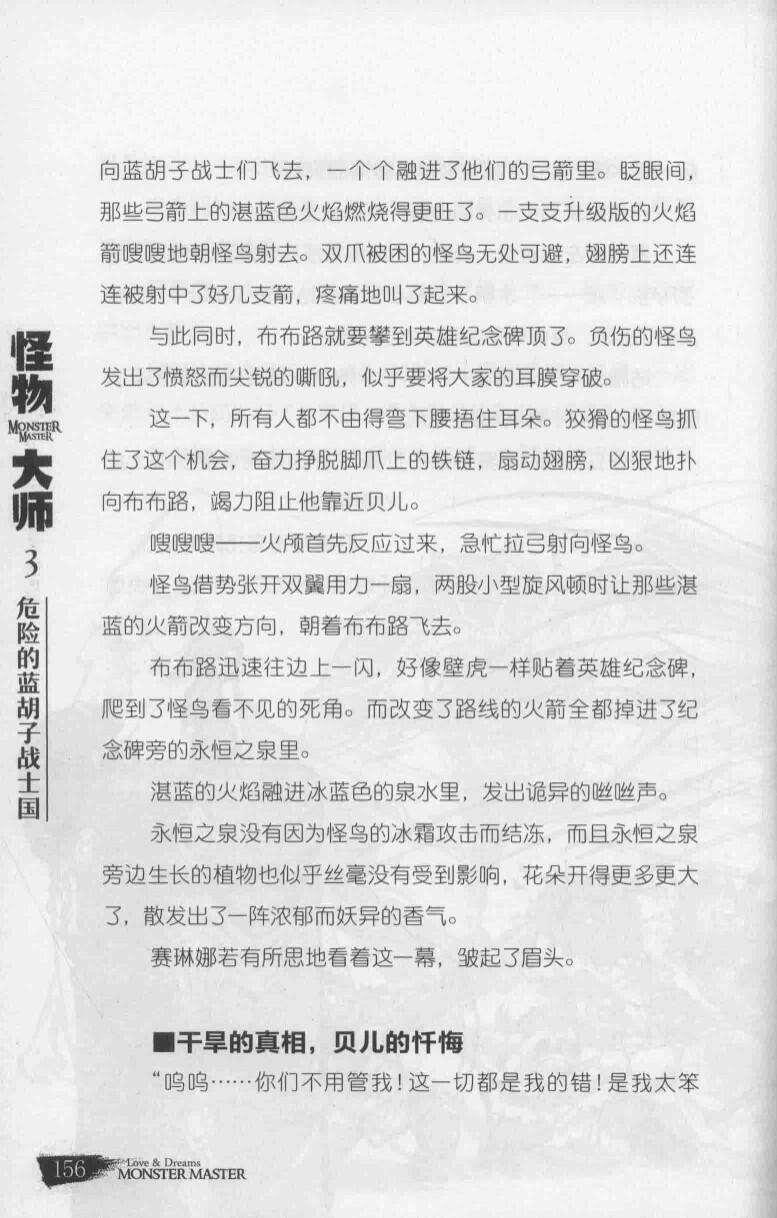 向蓝胡子战士们飞去，一个个融进了他们的弓箭里。眨眼间，
那些弓箭上的湛蓝色火焰燃烧得更旺了。一支支升级版的火焰
箭嗖嗖地朝怪鸟射去。双爪被困的怪鸟无处可避，翅膀上还连
连被射中了好几支箭，疼痛地叫了起来。
与此同时，布布路就要攀到英雄纪念碑顶了。负伤的怪鸟
发出了愤怒而尖锐的嘶吼，似乎要将大家的耳膜穿破。
这一下，所有人都不由得弯下腰捂住耳朵。狡猾的怪鸟抓
住了这个机会，奋力挣脱脚爪上的铁链，扇动翅膀，凶狠地扑
向布布路，竭力阻止他靠近贝儿。
嗖嗖嗖——火颅首先反应过来，急忙拉弓射向怪鸟。
怪鸟借势张开双翼用力一扇，两股小型旋风顿时让那些湛
蓝的火箭改变方向，朝着布布路飞去。
布布路迅速往边上一闪，好像壁虎一样贴着英雄纪念碑，
爬到了怪鸟看不见的死角。而改变了路线的火箭全都掉进了纪
念碑旁的永恒之泉里。
湛蓝的火焰融进冰蓝色的泉水里，发出诡异的咝咝声。
永恒之泉没有因为怪鸟的冰霜攻击而结冻，而且永恒之泉
旁边生长的植物也似乎丝毫没有受到影响，花朵开得更多更大
了，散发出了一阵浓郁而妖异的香气。
赛琳娜若有所思地看着这一幕，皱起了眉头。
■干旱的真相，贝儿的忏悔
“呜呜……你们不用管我！这一切都是我的错！是我太笨
怪物
MONSTER
MASTER
大师
3
危险的蓝胡子战士国
156
Love & Dreams
MONSTER MASTER